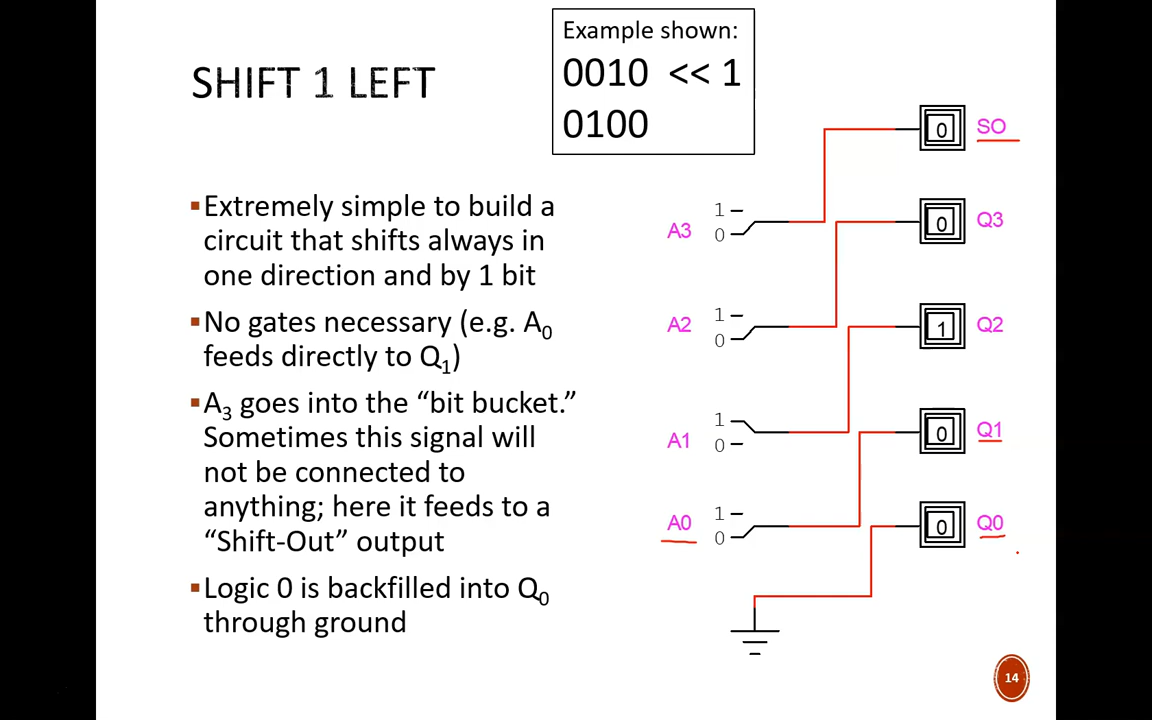 Example shown:
0010 << 1
0100
SHIFT 1 LEFT
▪Extremely simple to build a
circuit that shifts always in
one direction and by 1 bit
▪No gates necessary (e.g. A0
feeds directly to Q1)
▪A3 goes into the “bit bucket.”
Sometimes this signal will
not be connected to
anything; here it feeds to a
“Shift-Out” output
▪Logic 0 is backfilled into Q0
through ground
0 SO
A3 1 0
0 Q3
A2 1 0
1 Q2
A1 1 0
0 Q1
A0 1 0
0 Q0
14